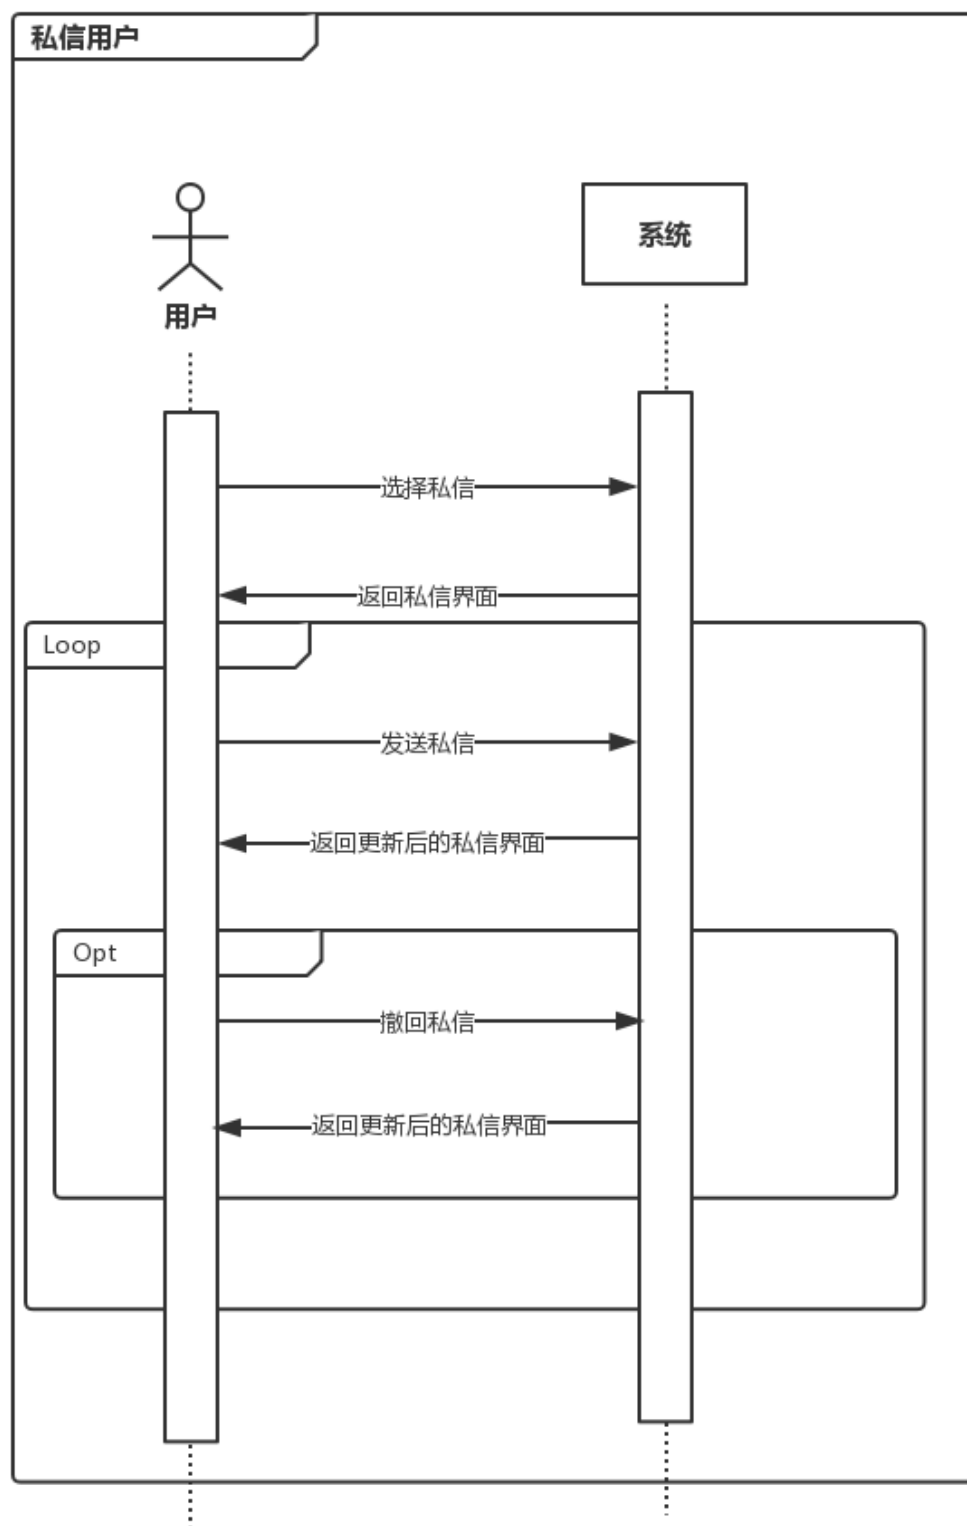 私信用户
系统
用户
选择私信
返回私信界面
Loop
发送私信
返回更新后的私信界面
Opt
撤回私信
返回更新后的私信界面